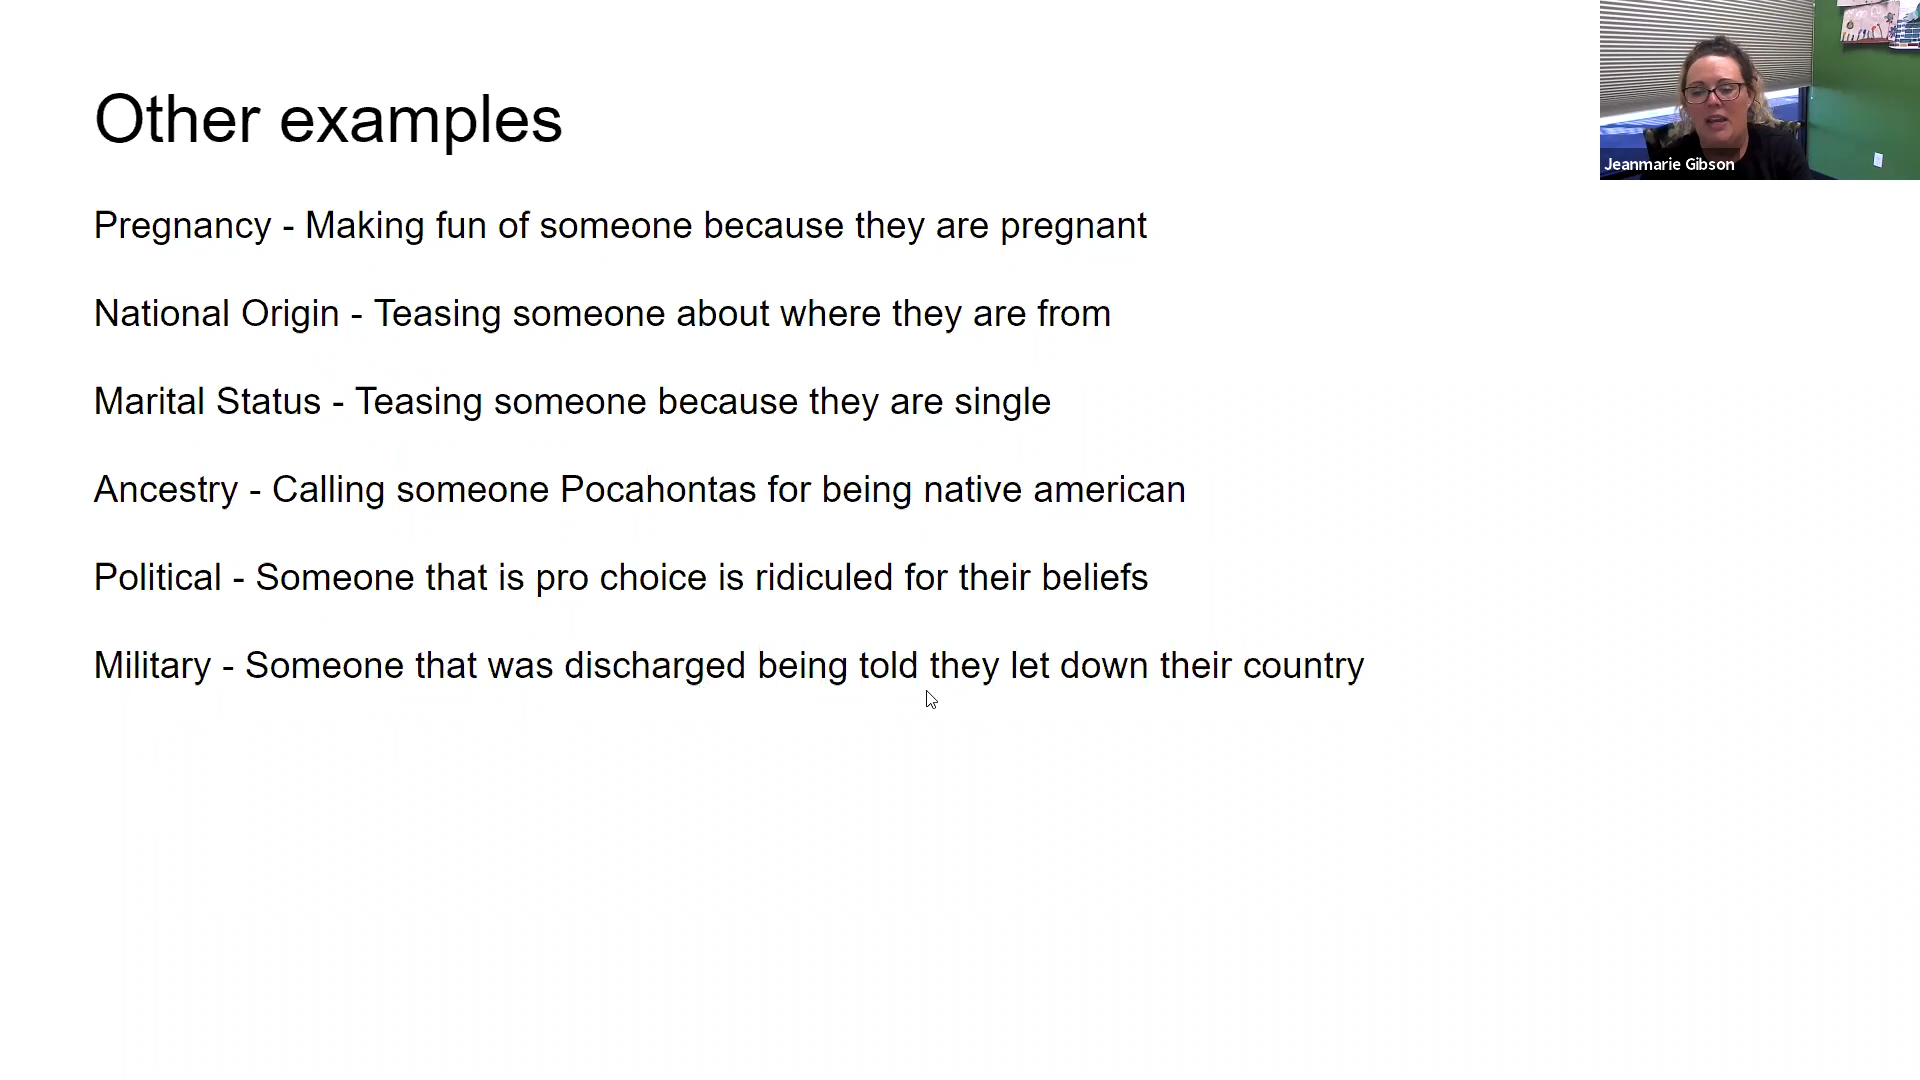 Other examples
Pregnancy - Making fun of someone because they are pregnant
National Origin - Teasing someone about where they are from
Marital Status - Teasing someone because they are single
Ancestry - Calling someone Pocahontas for being native american
Political - Someone that is pro choice is ridiculed for their beliefs
Military - Someone that was discharged being told they let down their country
Jeanmarie Gibson